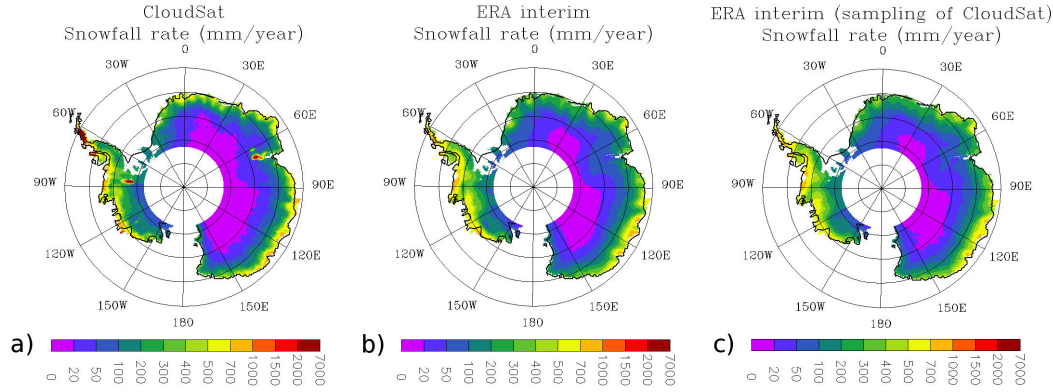 CloudSat
Snowfall rate (mm/year)
0
30W
30E
60W
60E
90W
90E
120W
120E
150W
150E
180
a)
0 20 50 100 200 300 400 500 700 1000 1500 2000 7000
ERA interim
Snowfall rate (mm/year)
0
30W
30E
60W
60E
90W
90E
120W
120E
150W
150E
180
b)
0 20 50 100 200 300 400 500 700 1000 1500 2000 7000
ERA interim (sampling of CloudSat)
Snowfall rate (mm/year)
0
30W
30E
60W
60E
90W
90E
120W
120E
150W
150E
180
c)
0 20 50 100 200 300 400 500 700 1000 1500 2000 7000